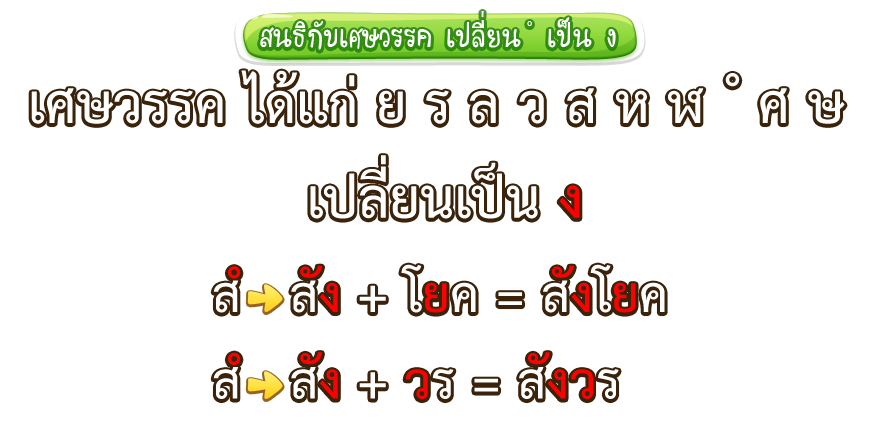 สนธิกับเศษวรรค เปลี่ยน ํ เป็น ง
เศษวรรค ได้แก่ ย ร ล ว ส ห ฬ ํ ศ ษ
เปลี่ยนเป็น ง
สํ ➡ สัง + โยค = สังโยค
สํ ➡ สัง + วร = สังวร